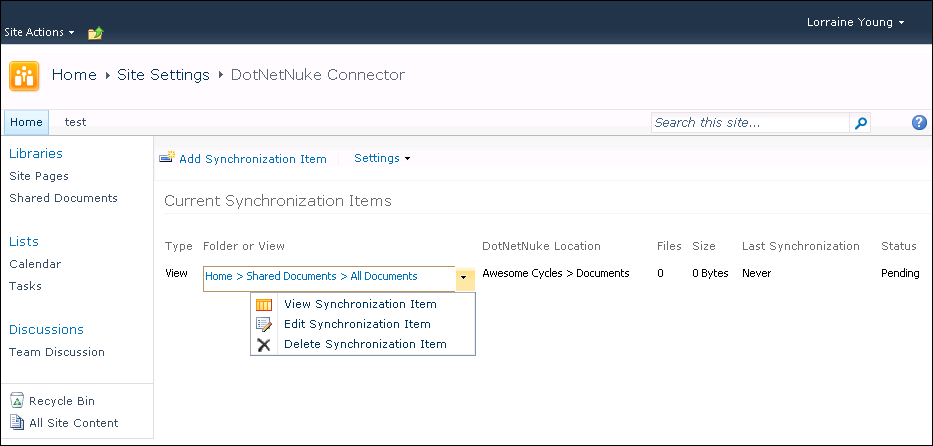 Lorraine Young
Site Actions
Home Site Settings DotNetNuke Connector
Home test Search this site...
Libraries
Site Pages
Shared Documents
Lists
Calendar
Tasks
Discussions
Team Discussion
Recycle Bin
All Site Content
Add Synchronization Item Settings
Current Synchronization Items
Type Folder or View DotNetNuke Location Files Size Last Synchronization Status
View Home > Shared Documents > All Documents Awesome Cycles > Documents 0 0 Bytes Never Pending
View Synchronization Item
Edit Synchronization Item
Delete Synchronization Item